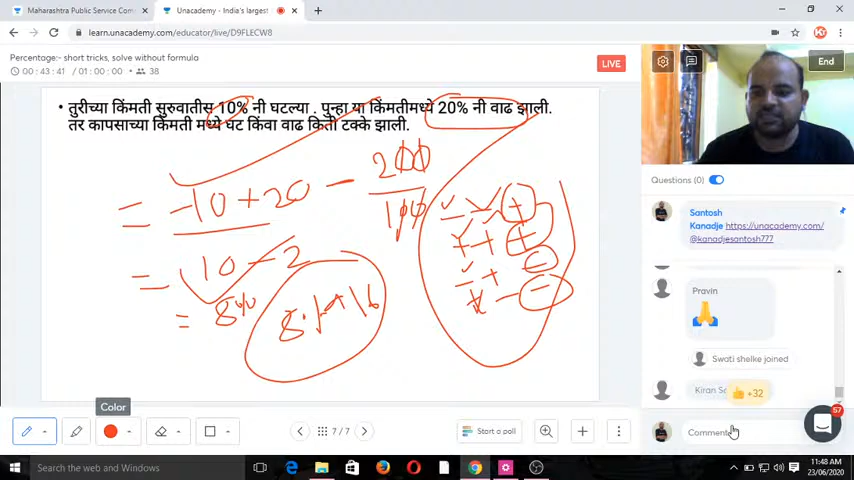 Maharashtra Public Service Com
Unacademy - India's largest
learn.unacademy.com/educator/live/D9FLECW8
Percentage:- short tricks, solve without formula
00:43:41 / 01:00:00 38
LIVE
End
• तुरीच्या किंमती सुरुवातीस 10% नी घटल्या . पुन्हा या किंमतीमध्ये 20% नी वाढ झाली.
तर कापसाच्या किंमती मध्ये घट किंवा वाढ किती टक्के झाली.
= -10 + 20 - 200
100
= 10 - 2
= 8%
Questions (0)
Santosh
Kanadje https://unacademy.com/
@kanadjesantosh777
Pravin
🙏
Swati shelke joined
Kiran
👍 +32
Color
7 / 7
Start a poll
Comment
57
Search the web and Windows
11:48 AM
23/06/2020